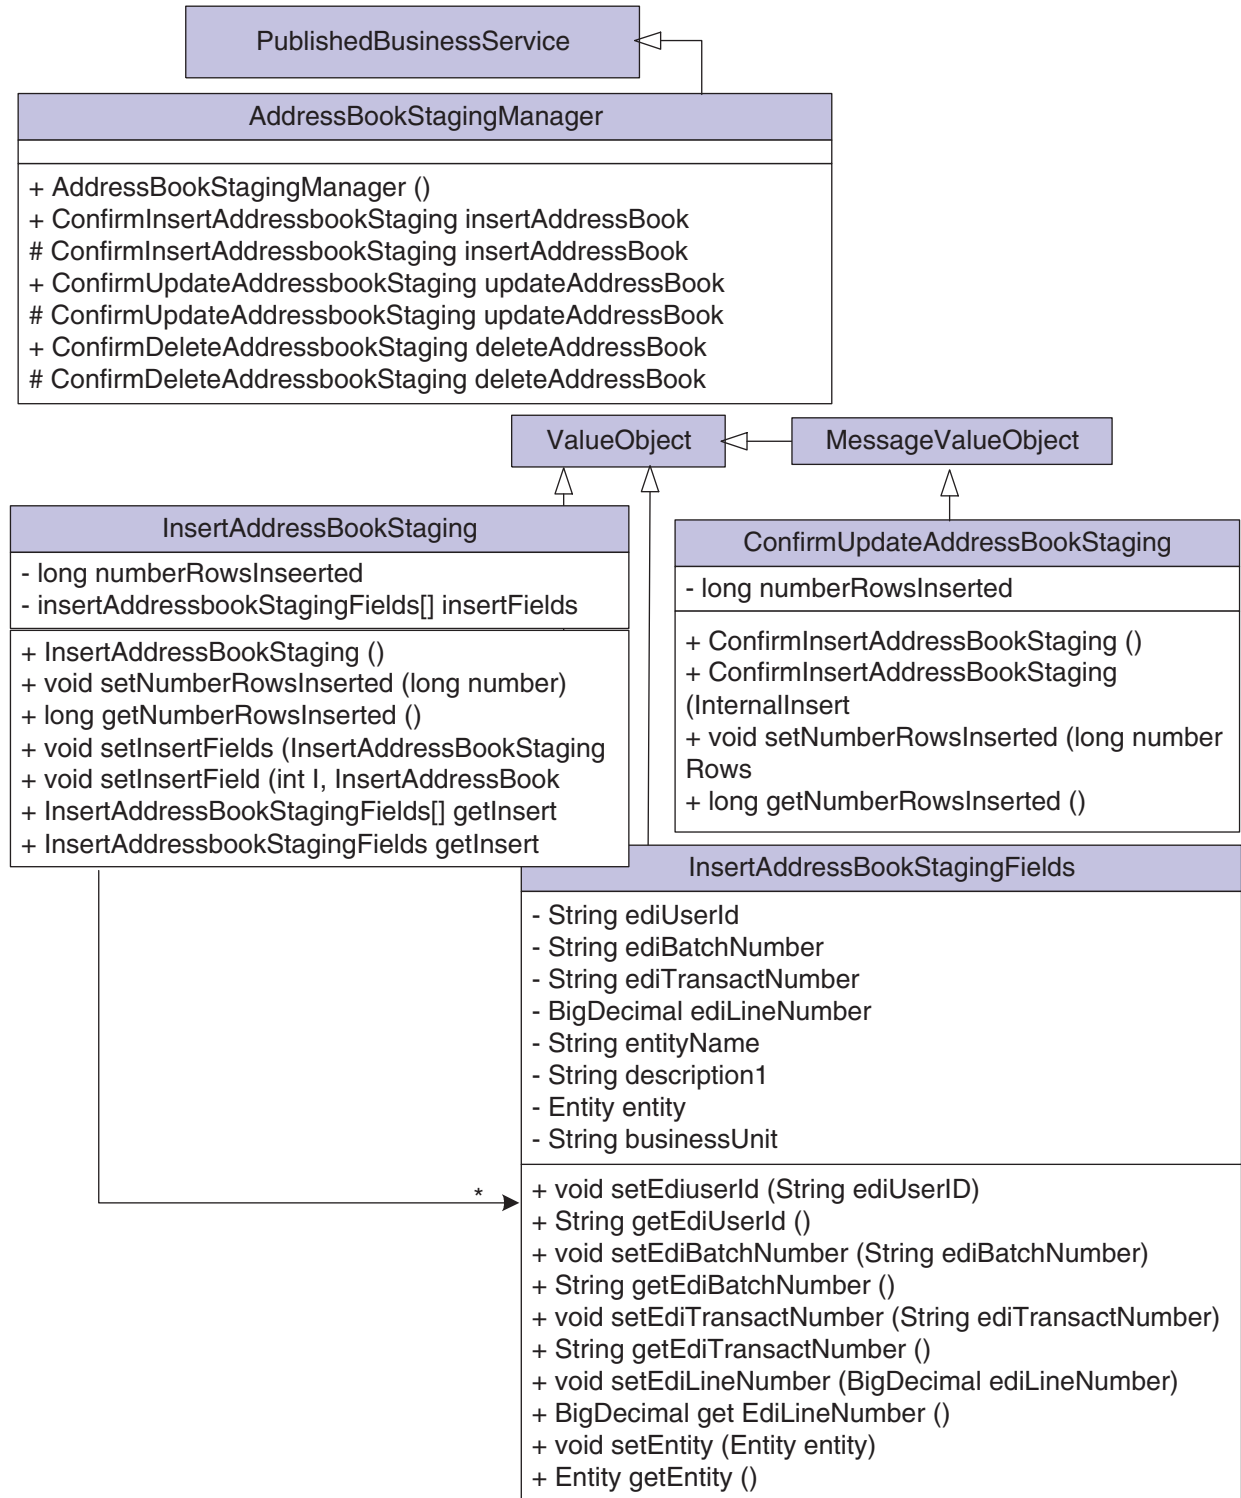 PublishedBusinessService
AddressBookStagingManager
+ AddressBookStagingManager ()
+ ConfirmInsertAddressbookStaging insertAddressBook
# ConfirmInsertAddressbookStaging insertAddressBook
+ ConfirmUpdateAddressbookStaging updateAddressBook
# ConfirmUpdateAddressbookStaging updateAddressBook
+ ConfirmDeleteAddressbookStaging deleteAddressBook
# ConfirmDeleteAddressbookStaging deleteAddressBook
ValueObject
MessageValueObject
InsertAddressBookStaging
- long numberRowsInseerted
- insertAddressbookStagingFields[] insertFields
+ InsertAddressBookStaging ()
+ void setNumberRowsInserted (long number)
+ long getNumberRowsInserted ()
+ void setInsertFields (InsertAddressBookStaging
+ void setInsertField (int I, InsertAddressBook
+ InsertAddressBookStagingFields[] getInsert
+ InsertAddressbookStagingFields getInsert
ConfirmUpdateAddressBookStaging
- long numberRowsInserted
+ ConfirmInsertAddressBookStaging ()
+ ConfirmInsertAddressBookStaging
(InternalInsert
+ void setNumberRowsInserted (long number
Rows
+ long getNumberRowsInserted ()
InsertAddressBookStagingFields
- String ediUserId
- String ediBatchNumber
- String ediTransactNumber
- BigDecimal ediLineNumber
- String entityName
- String description1
- Entity entity
- String businessUnit
*
+ void setEdiuserId (String ediUserID)
+ String getEdiUserId ()
+ void setEdiBatchNumber (String ediBatchNumber)
+ String getEdiBatchNumber ()
+ void setEdiTransactNumber (String ediTransactNumber)
+ String getEdiTransactNumber ()
+ void setEdiLineNumber (BigDecimal ediLineNumber)
+ BigDecimal get EdiLineNumber ()
+ void setEntity (Entity entity)
+ Entity getEntity ()